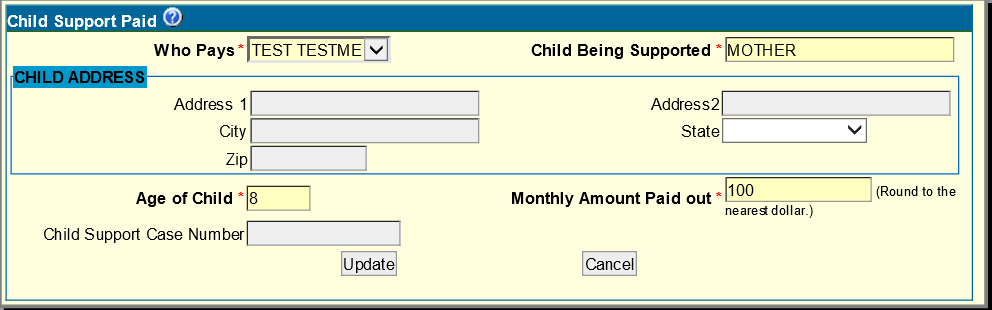 Child Support Paid ?
Who Pays * TEST TESTME Child Being Supported * MOTHER
CHILD ADDRESS
Address 1 Address2
City State
Zip
Age of Child * 8 Monthly Amount Paid out * 100 (Round to the
nearest dollar.)
Child Support Case Number
Update Cancel